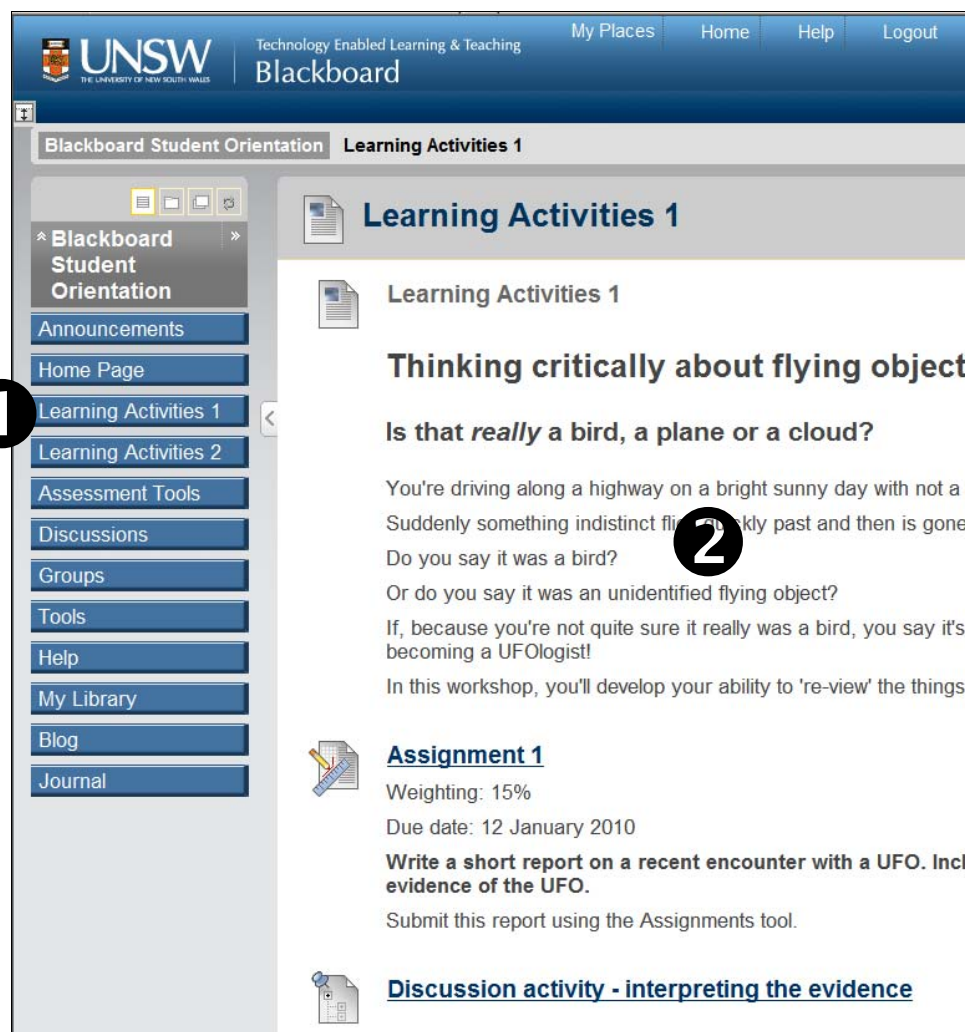 My Places Home Help Logout
UNSW
THE UNIVERSITY OF NEW SOUTH WALES
Technology Enabled Learning & Teaching
Blackboard
Blackboard Student Orientation Learning Activities 1
Blackboard
Student
Orientation
Announcements
Home Page
Learning Activities 1
Learning Activities 2
Assessment Tools
Discussions
Groups
Tools
Help
My Library
Blog
Journal
1
Learning Activities 1
Learning Activities 1
Thinking critically about flying object
Is that really a bird, a plane or a cloud?
You're driving along a highway on a bright sunny day with not a
Suddenly something indistinct quickly past and then is gone
2
Do you say it was a bird?
Or do you say it was an unidentified flying object?
If, because you're not quite sure it really was a bird, you say it's
becoming a UFOlogist!
In this workshop, you'll develop your ability to 're-view' the things
Assignment 1
Weighting: 15%
Due date: 12 January 2010
Write a short report on a recent encounter with a UFO. Incl
evidence of the UFO.
Submit this report using the Assignments tool.
Discussion activity - interpreting the evidence